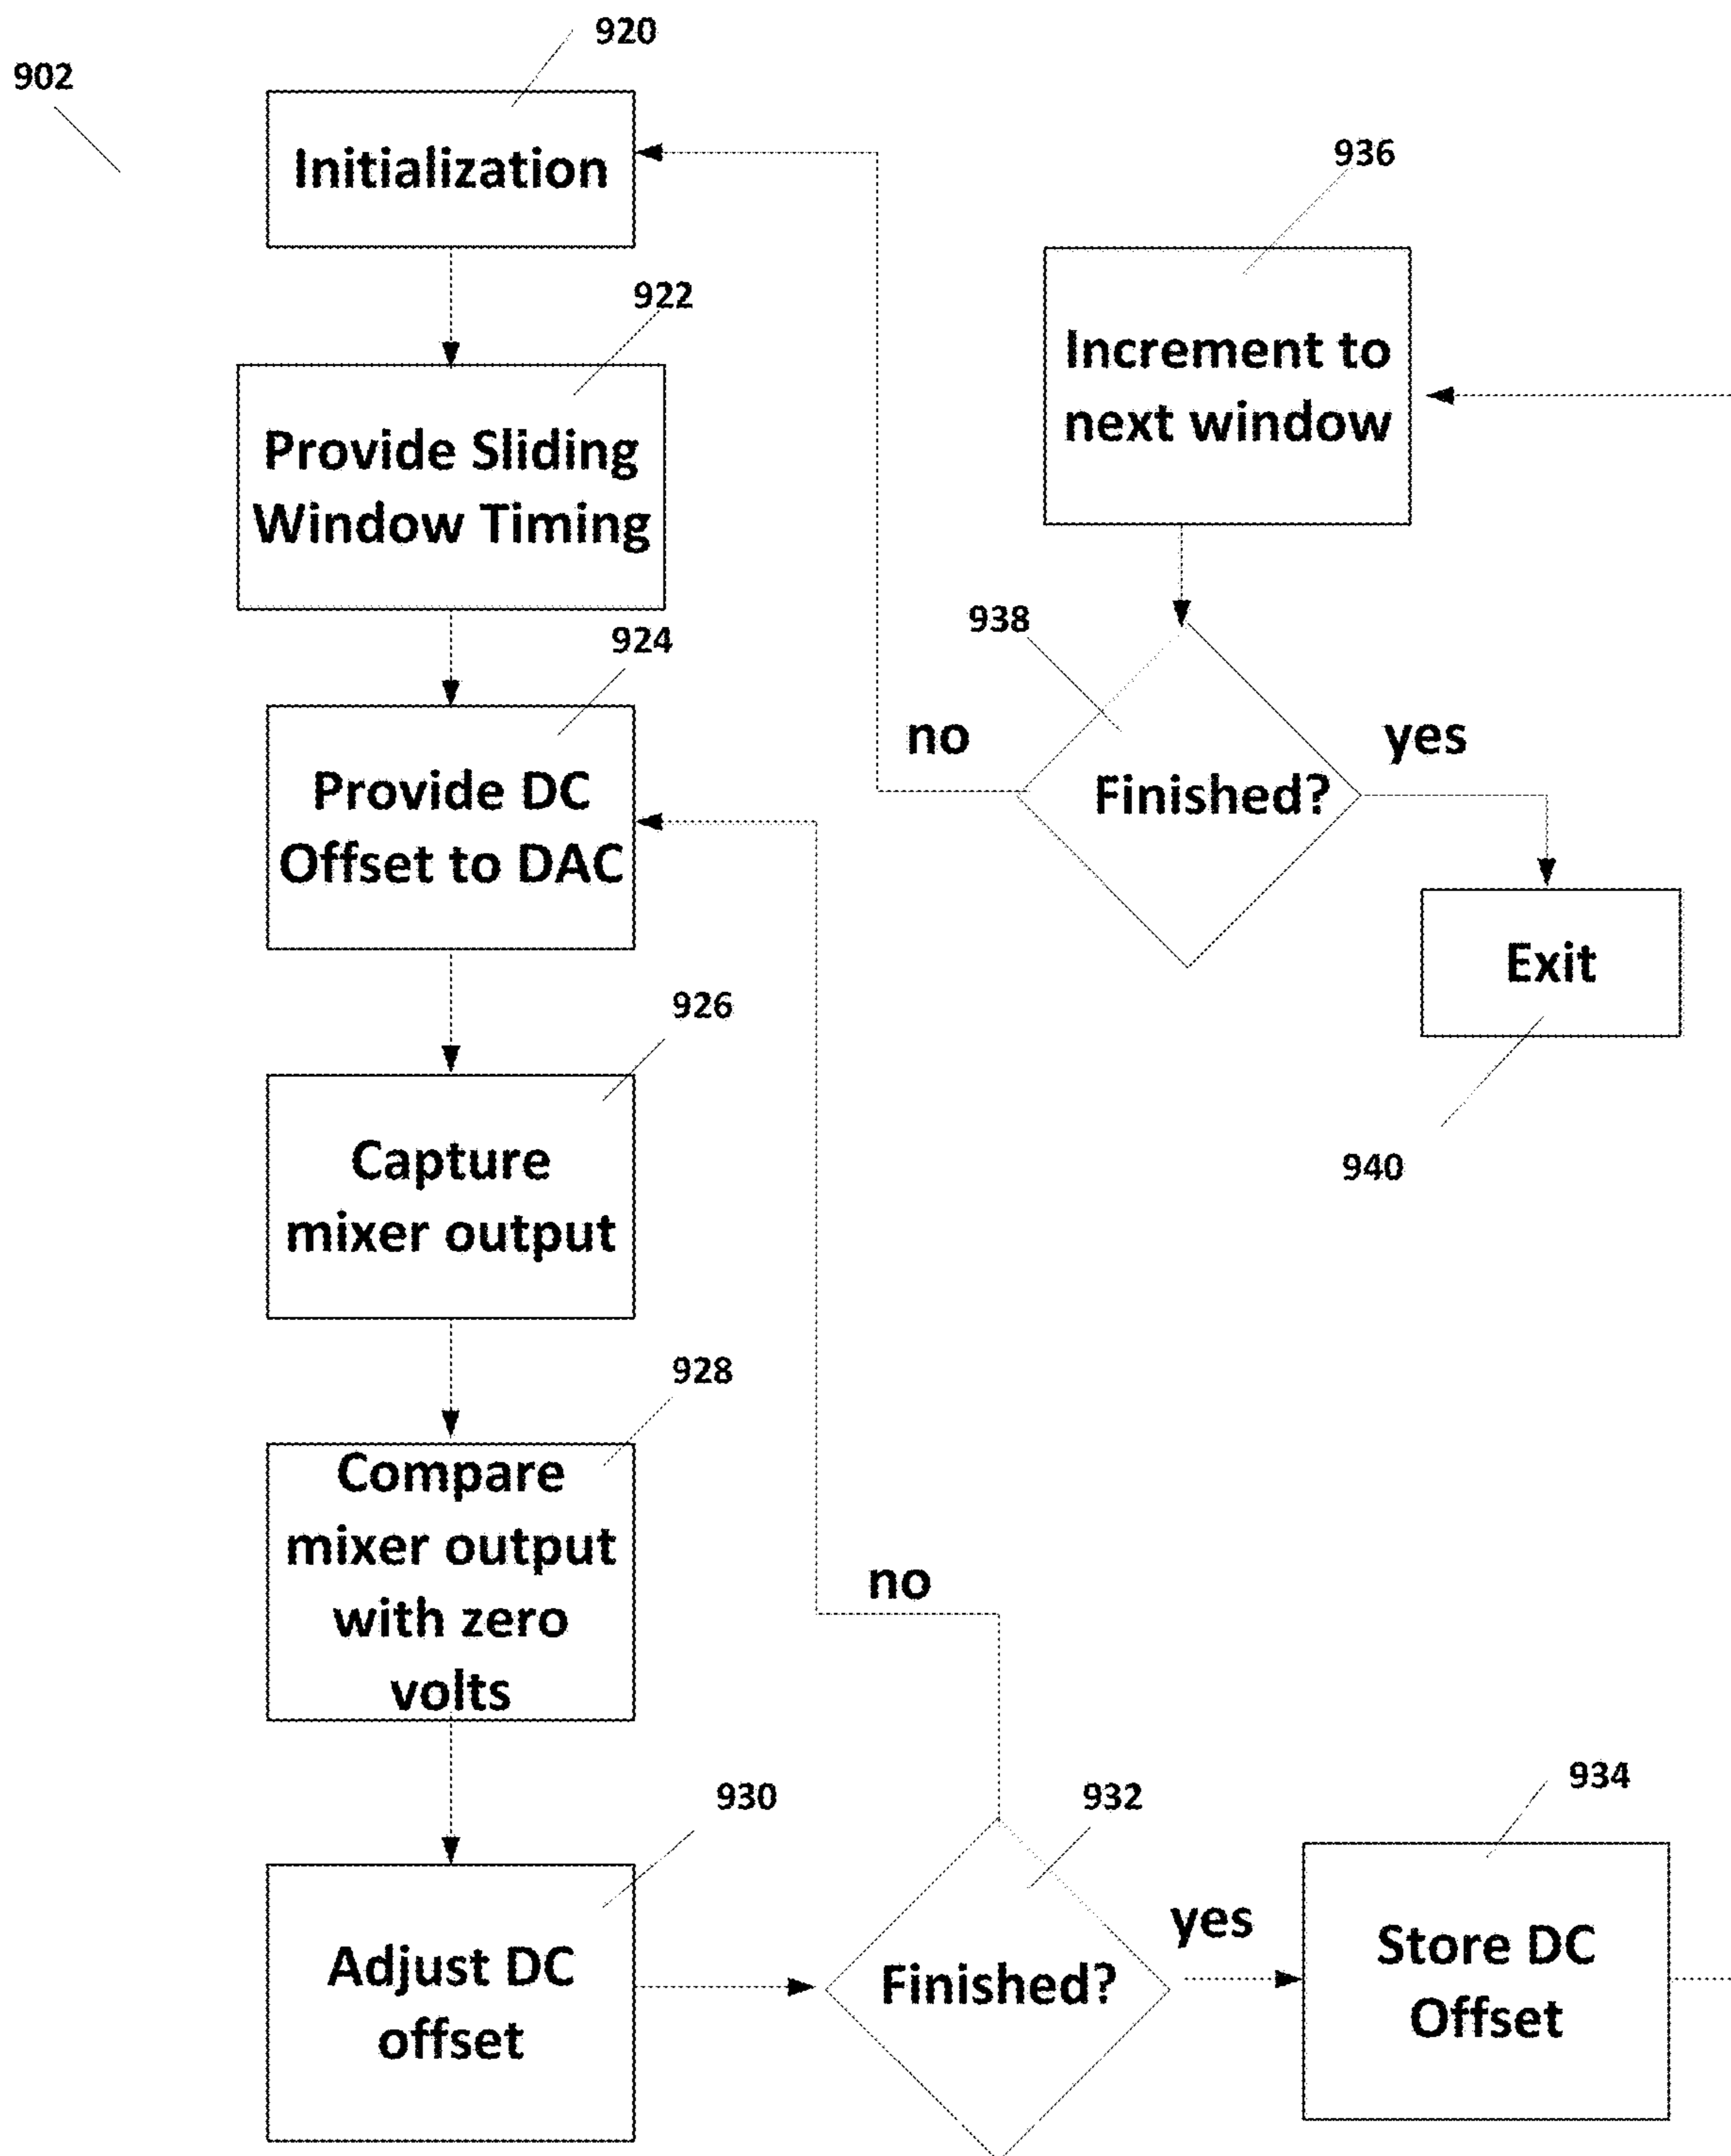 902
920
Initialization
922
Provide Sliding
Window Timing
924
Provide DC
Offset to DAC
926
Capture
mixer output
928
Compare
mixer output
with zero
volts
930
Adjust DC
offset
932
Finished?
no
yes
934
Store DC
Offset
936
Increment to
next window
938
Finished?
no
yes
Exit
940